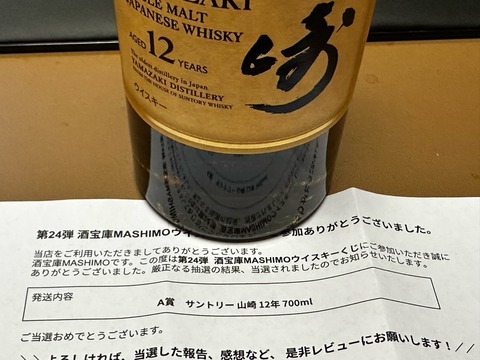 SINGLE MALT
JAPANESE WHISKY
AGED 12 YEARS
The oldest distillery in Japan
YAMAZAKI DISTILLERY
FROM THE HOUSE OF SUNTORY WHISKY
ウイスキー
崎
第24弾 酒宝庫MASHIMOウイ 参加ありがとうございました。
当店をご利用いただきましてありがとうございます。
酒宝庫MASHIMOです。この度は第24弾 酒宝庫MASHIMOウイスキーくじにご参加いただき誠に
ありがとうございました。厳正なる抽選の結果、当選されましたのでお知らせいたします。
発送内容
A賞 サントリー 山崎 12年 700ml
ご当選おめでとうございます。
\ よろしければ、当選した報告、感想など、 是非レビューにお願いします! //